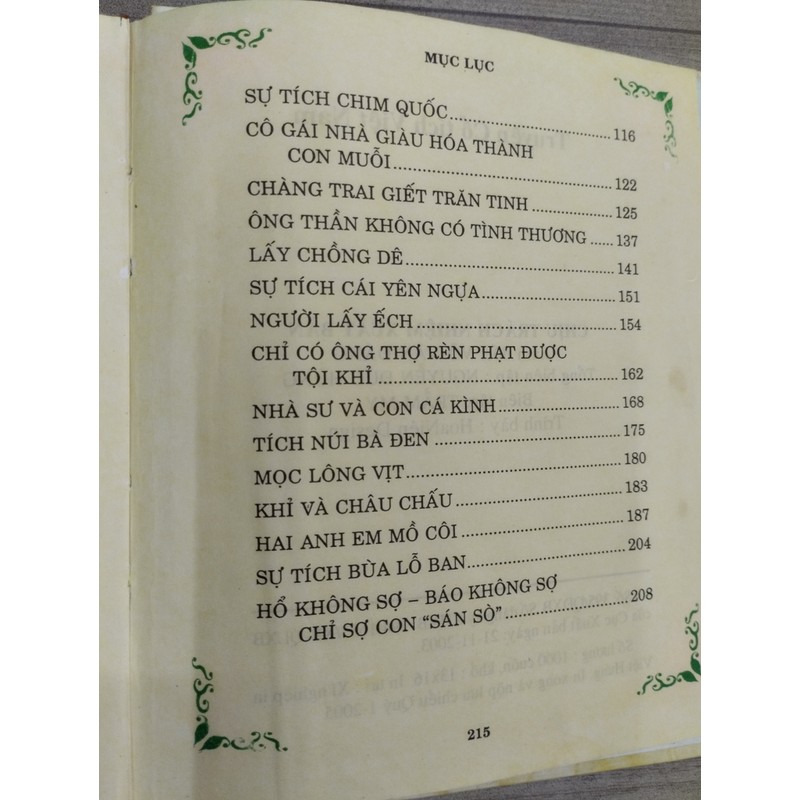 MỤC LỤC
SỰ TÍCH CHIM QUỐC ........................ 116
CÔ GÁI NHÀ GIÀU HÓA THÀNH
CON MUỖI ........................ 122
CHÀNG TRAI GIẾT TRĂN TINH ............ 125
ÔNG THẦN KHÔNG CÓ TÌNH THƯƠNG ...... 137
LẤY CHỒNG DÊ ........................ 141
SỰ TÍCH CÁI YÊN NGỰA ........................ 151
NGƯỜI LẤY ẾCH ........................ 154
CHỈ CÓ ÔNG THỢ RÈN PHẠT ĐƯỢC
TỘI KHỈ ........................ 162
NHÀ SƯ VÀ CON CÁ KÌNH ........................ 168
TÍCH NÚI BÀ ĐEN ........................ 175
MỌC LÔNG VỊT ........................ 180
KHỈ VÀ CHÂU CHẤU ........................ 183
HAI ANH EM MỒ CÔI ........................ 187
SỰ TÍCH BÙA LỖ BAN ........................ 204
HỔ KHÔNG SỢ – BÁO KHÔNG SỢ
CHỈ SỢ CON “SÁN SÒ” ........................ 208
215